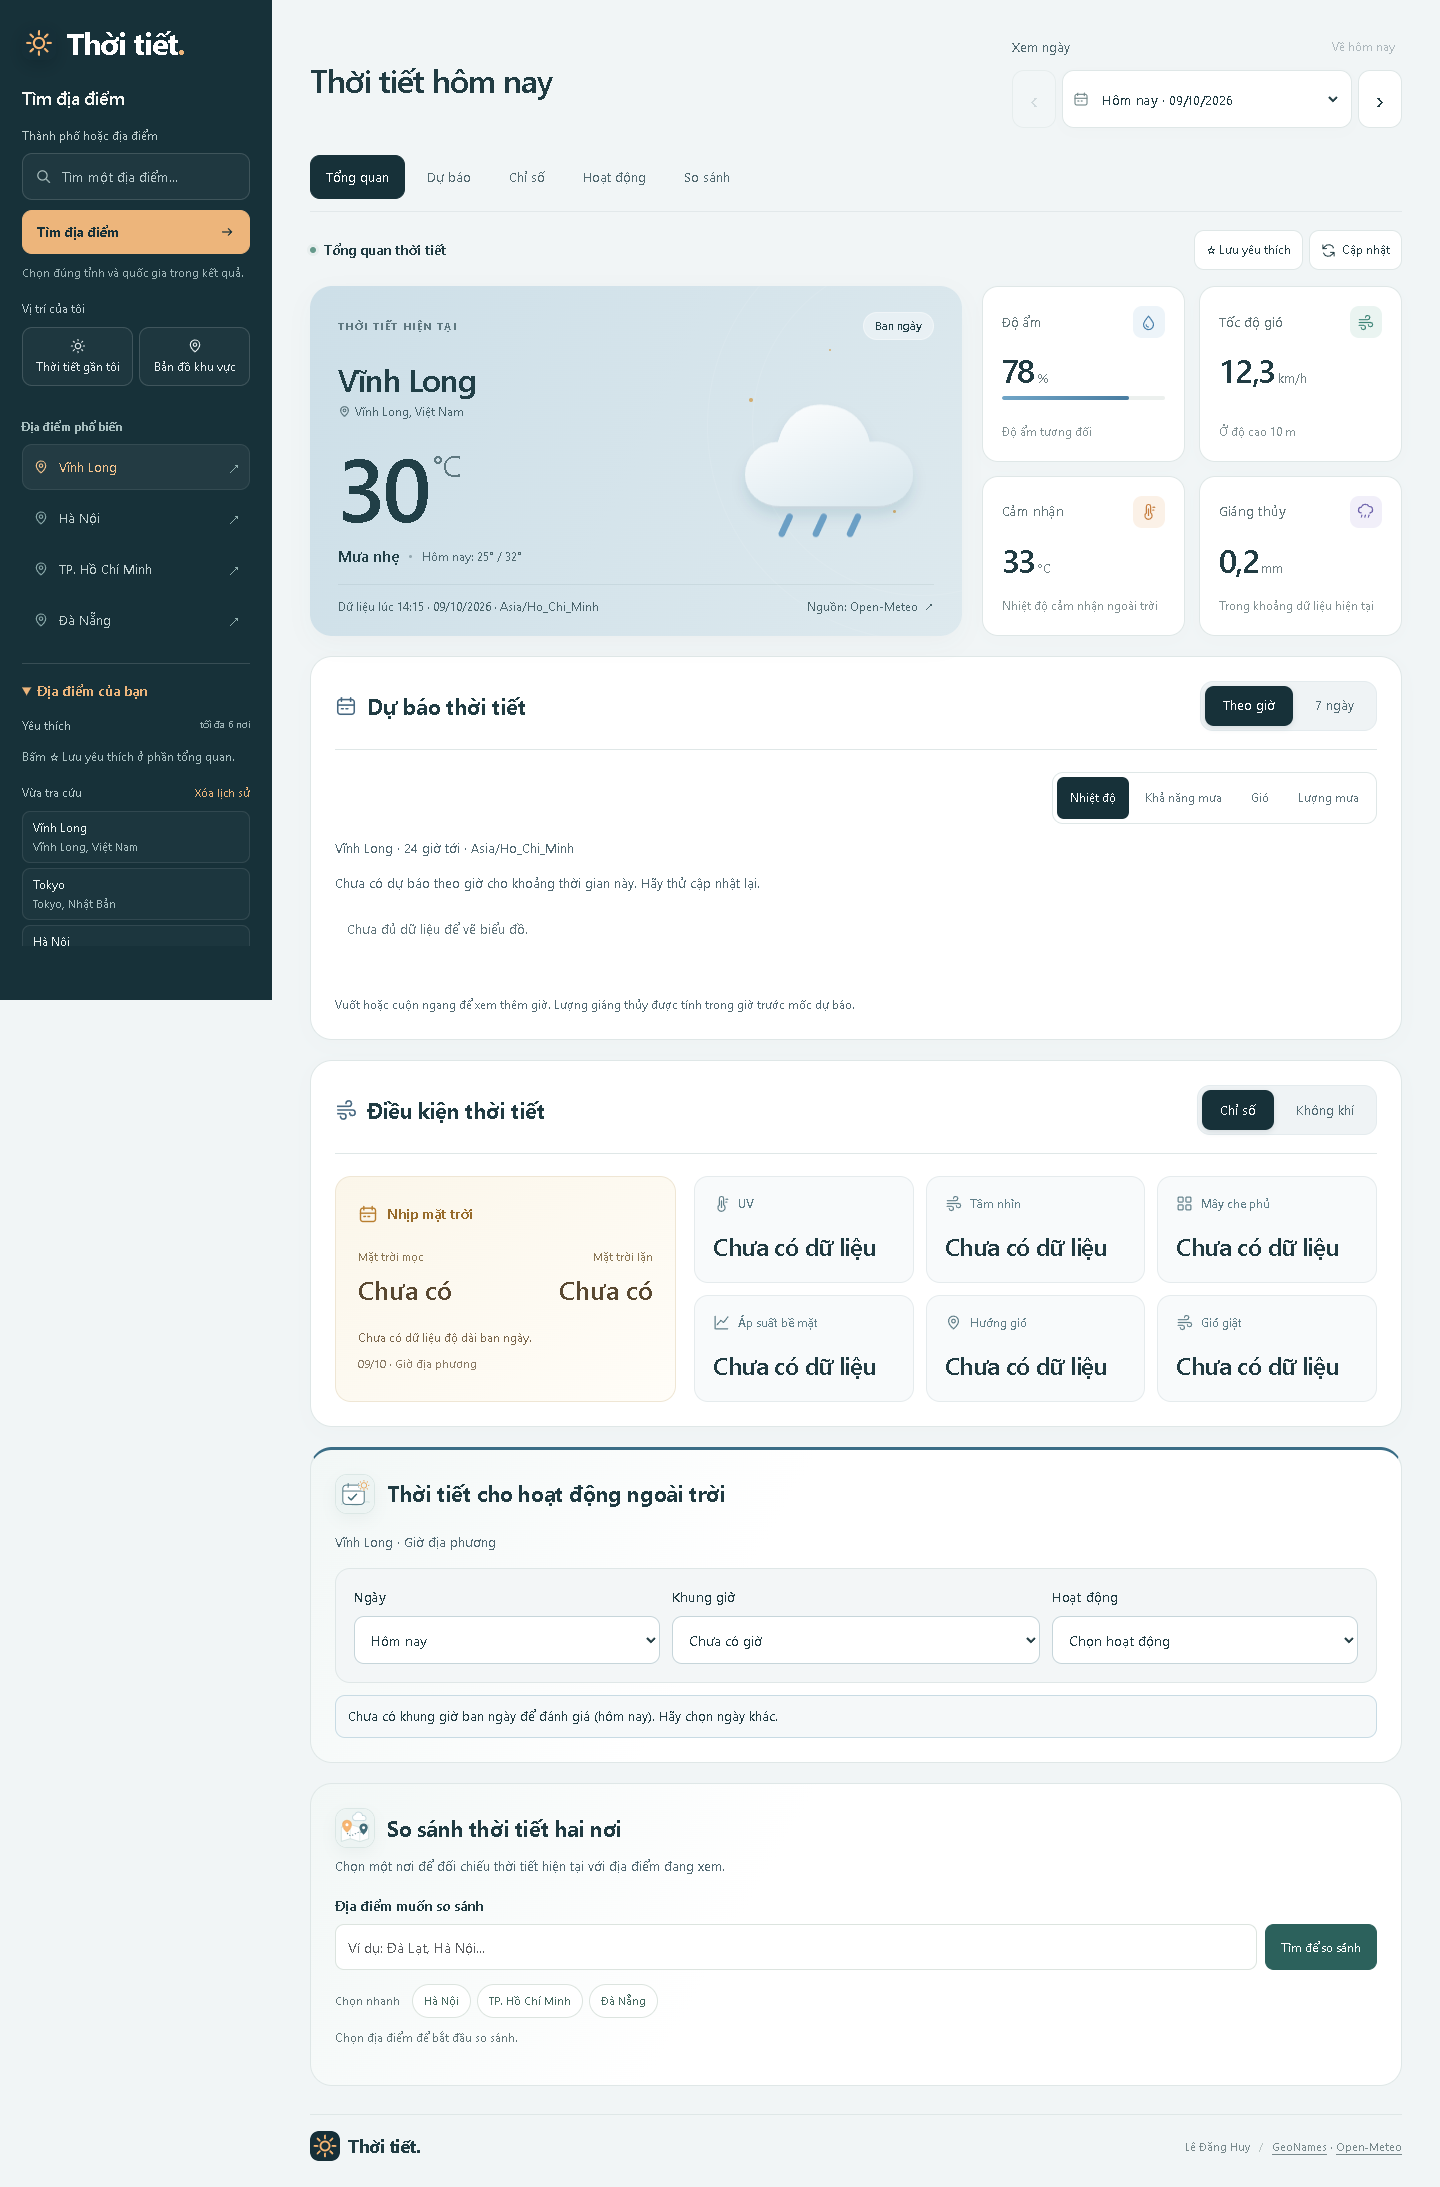 Thời tiết.
Tìm địa điểm
Thành phố hoặc địa điểm
Tìm một địa điểm...
Tìm địa điểm →
Chọn đúng tỉnh và quốc gia trong kết quả.
Vị trí của tôi
Thời tiết gần tôi
Bản đồ khu vực
Địa điểm phổ biến
Vĩnh Long ↗
Hà Nội ↗
TP. Hồ Chí Minh ↗
Đà Nẵng ↗
▼ Địa điểm của bạn
Yêu thích tối đa 6 nơi
Bấm ☆ Lưu yêu thích ở phần tổng quan.
Vừa tra cứu Xóa lịch sử
Vĩnh Long
Vĩnh Long, Việt Nam
Tokyo
Tokyo, Nhật Bản
Hà Nội
Thời tiết hôm nay
Xem ngày Về hôm nay
‹ Hôm nay · 09/10/2026 ›
Tổng quan Dự báo Chỉ số Hoạt động So sánh
Tổng quan thời tiết
☆ Lưu yêu thích Cập nhật
THỜI TIẾT HIỆN TẠI Ban ngày
Vĩnh Long
Vĩnh Long, Việt Nam
30°C
Mưa nhẹ • Hôm nay: 25° / 32°
Dữ liệu lúc 14:15 · 09/10/2026 · Asia/Ho_Chi_Minh Nguồn: Open-Meteo ↗
Độ ẩm
78%
Độ ẩm tương đối
Tốc độ gió
12,3 km/h
Ở độ cao 10 m
Cảm nhận
33°C
Nhiệt độ cảm nhận ngoài trời
Giáng thủy
0,2 mm
Trong khoảng dữ liệu hiện tại
Dự báo thời tiết Theo giờ 7 ngày
Nhiệt độ Khả năng mưa Gió Lượng mưa
Vĩnh Long · 24 giờ tới · Asia/Ho_Chi_Minh
Chưa có dự báo theo giờ cho khoảng thời gian này. Hãy thử cập nhật lại.
Chưa đủ dữ liệu để vẽ biểu đồ.
Vuốt hoặc cuộn ngang để xem thêm giờ. Lượng giáng thủy được tính trong giờ trước mốc dự báo.
Điều kiện thời tiết Chỉ số Không khí
Nhịp mặt trời
Mặt trời mọc Mặt trời lặn
Chưa có Chưa có
Chưa có dữ liệu độ dài ban ngày.
09/10 · Giờ địa phương
UV
Chưa có dữ liệu
Tầm nhìn
Chưa có dữ liệu
Mây che phủ
Chưa có dữ liệu
Áp suất bề mặt
Chưa có dữ liệu
Hướng gió
Chưa có dữ liệu
Gió giật
Chưa có dữ liệu
Thời tiết cho hoạt động ngoài trời
Vĩnh Long · Giờ địa phương
Ngày Khung giờ Hoạt động
Hôm nay Chưa có giờ Chọn hoạt động
Chưa có khung giờ ban ngày để đánh giá (hôm nay). Hãy chọn ngày khác.
So sánh thời tiết hai nơi
Chọn một nơi để đối chiếu thời tiết hiện tại với địa điểm đang xem.
Địa điểm muốn so sánh
Ví dụ: Đà Lạt, Hà Nội... Tìm để so sánh
Chọn nhanh Hà Nội TP. Hồ Chí Minh Đà Nẵng
Chọn địa điểm để bắt đầu so sánh.
Thời tiết.
Lê Đăng Huy / GeoNames · Open-Meteo